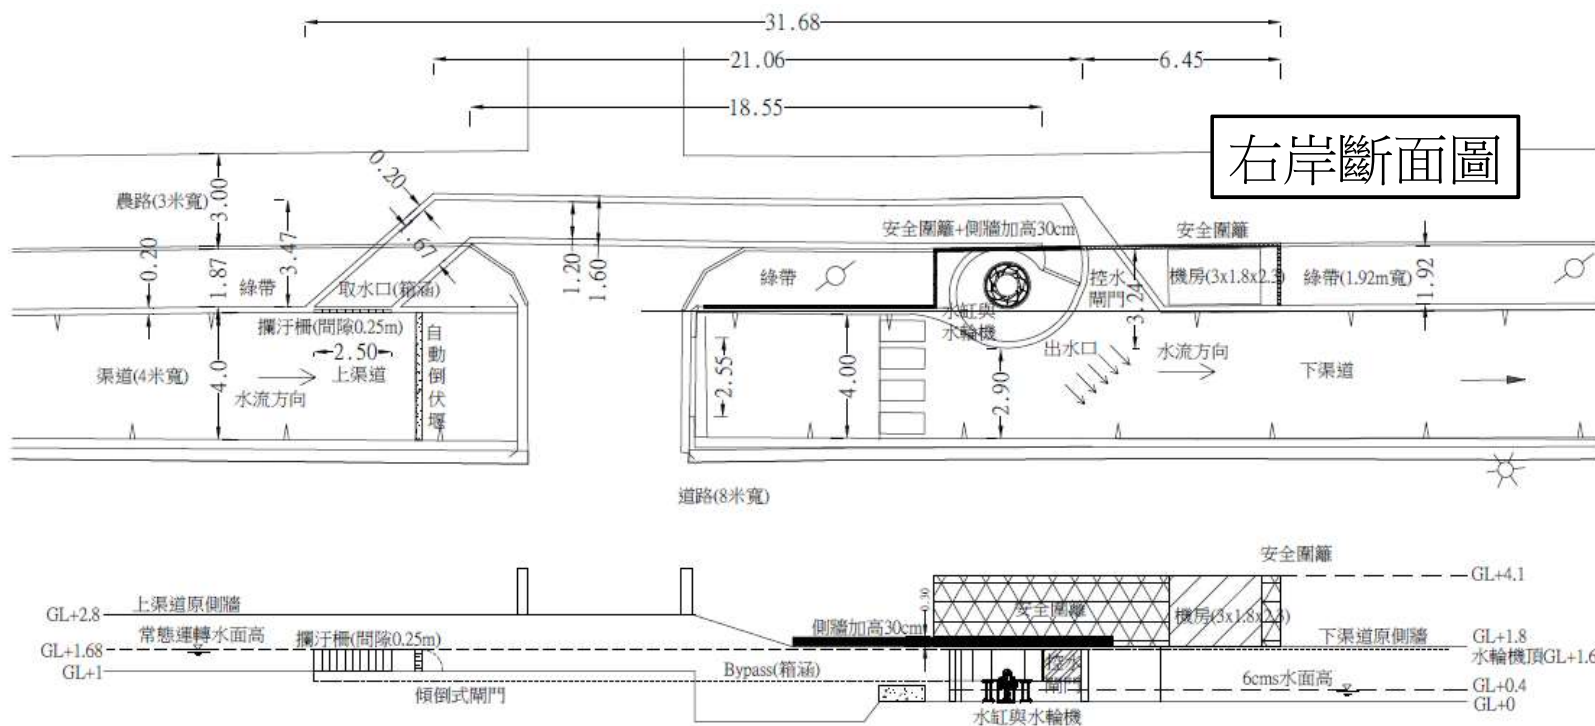 31.68
21.06
6.45
18.55
右岸斷面圖
農路(3米寬)
3.00
0.20
0.20
1.87
3.47
.67
1.20
1.60
綠帶
取水口(箱涵)
攔汙柵(間隙0.25m)
2.50
上渠道
自動倒伏堰
渠道(4米寬)
4.0
水流方向
安全圍籬+側牆加高30cm
安全圍籬
綠帶
控水
閘門
3.24
機房(3x1.8x2.3)
綠帶(1.92m寬)
1.92
水缸與
水輪機
2.55
4.00
2.90
出水口
水流方向
下渠道
道路(8米寬)
安全圍籬
GL+4.1
上渠道原側牆
GL+2.8
0.30
安全圍籬
機房(3x1.8x2.3)
常態運轉水面高
攔汙柵(間隙0.25m)
側牆加高30cm
下渠道原側牆
GL+1.8
GL+1.68
水輪機頂GL+1.6
GL+1
Bypass(箱涵)
控水
閘門
6cms水面高
GL+0.4
傾倒式閘門
GL+0
水缸與水輪機